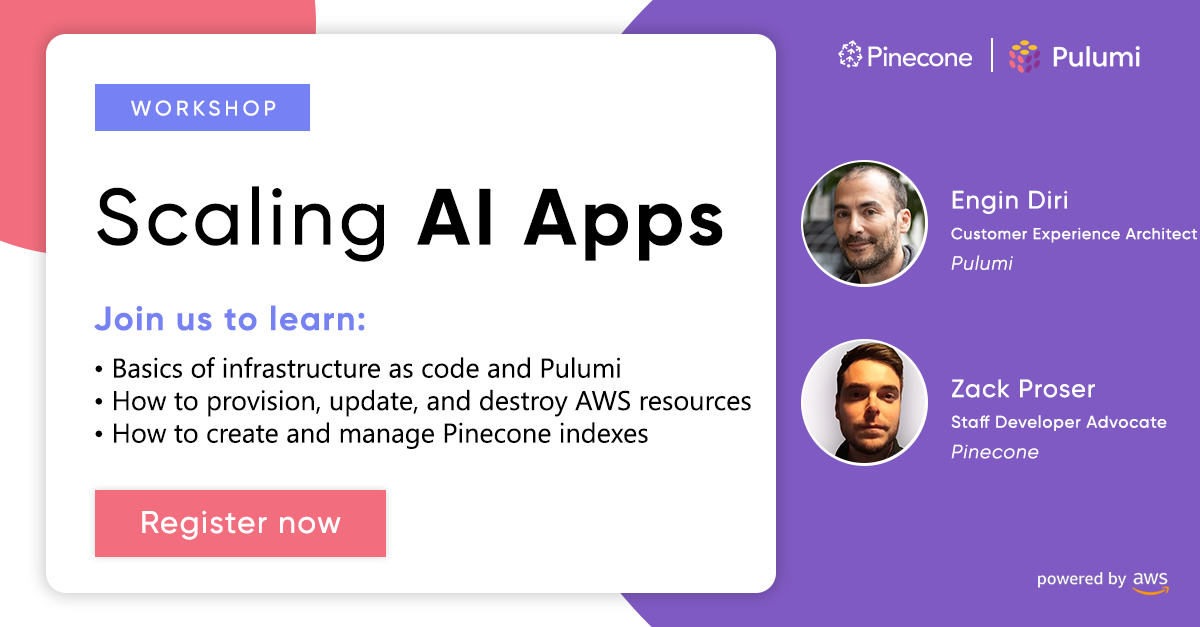 WORKSHOP
Scaling AI Apps
Join us to learn:
• Basics of infrastructure as code and Pulumi
• How to provision, update, and destroy AWS resources
• How to create and manage Pinecone indexes
Register now
Pinecone | Pulumi
Engin Diri
Customer Experience Architect
Pulumi
Zack Proser
Staff Developer Advocate
Pinecone
powered by aws